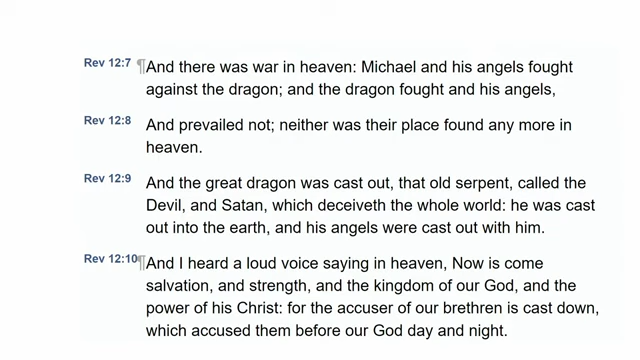 Rev 12:7 ¶And there was war in heaven: Michael and his angels fought
against the dragon; and the dragon fought and his angels,
Rev 12:8 And prevailed not; neither was their place found any more in
heaven.
Rev 12:9 And the great dragon was cast out, that old serpent, called the
Devil, and Satan, which deceiveth the whole world: he was cast
out into the earth, and his angels were cast out with him.
Rev 12:10 ¶And I heard a loud voice saying in heaven, Now is come
salvation, and strength, and the kingdom of our God, and the
power of his Christ: for the accuser of our brethren is cast down,
which accused them before our God day and night.